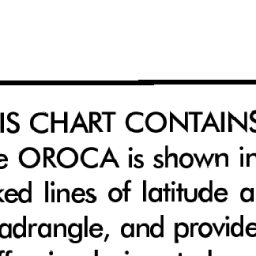 IS CHART CONTAINS
e OROCA is shown in
ked lines of latitude a
adrangle, and provide